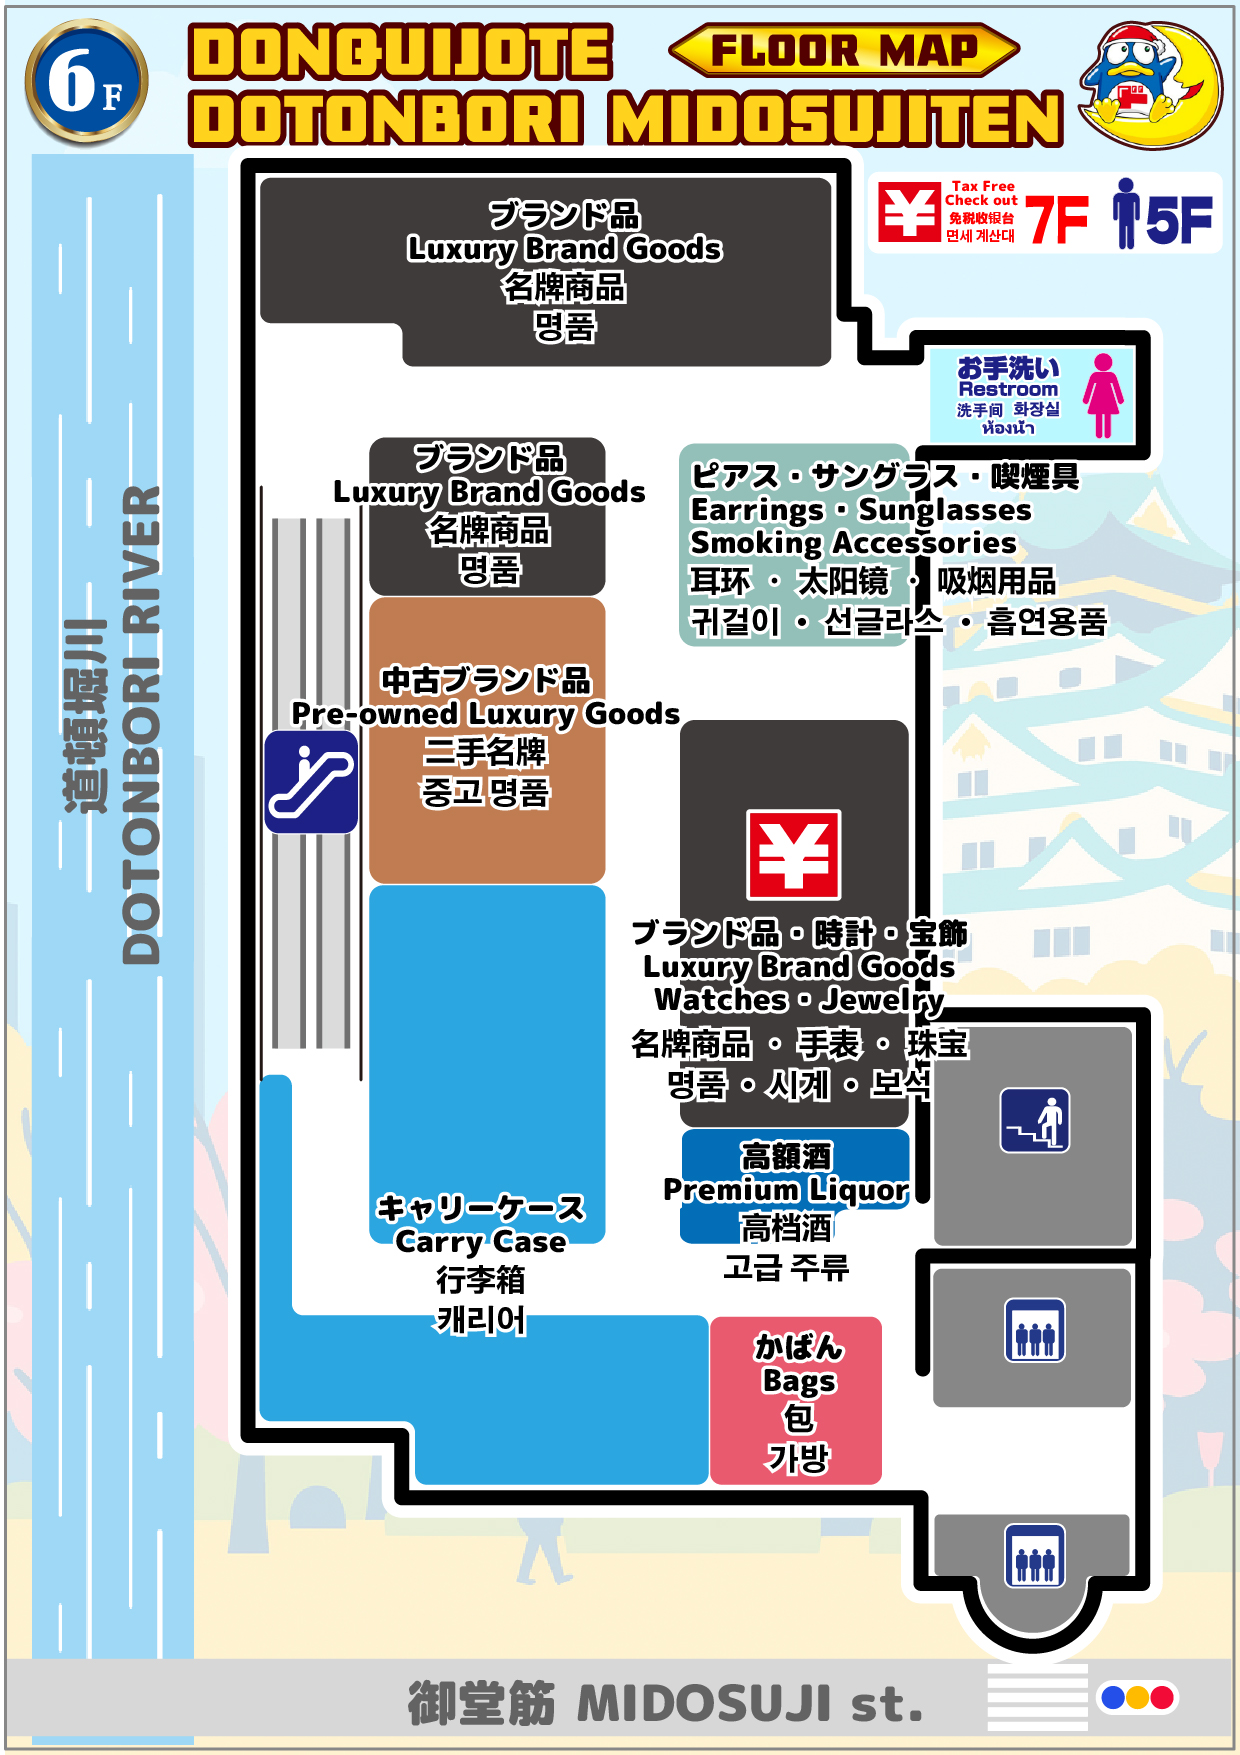 6F
DONQUIJOTE
DOTONBORI MIDOSUJITEN
FLOOR MAP
Tax Free
Check out
免税收银台
면세 계산대
7F
5F
ブランド品
Luxury Brand Goods
名牌商品
명품
お手洗い
Restroom
洗手间 화장실
ห้องน้ำ
ブランド品
Luxury Brand Goods
名牌商品
명품
ピアス・サングラス・喫煙具
Earrings・Sunglasses
Smoking Accessories
耳环 ・ 太阳镜 ・ 吸烟用品
귀걸이 ・ 선글라스 ・ 흡연용품
道頓堀川
DOTONBORI RIVER
中古ブランド品
Pre-owned Luxury Goods
二手名牌
중고 명품
¥
ブランド品・時計・宝飾
Luxury Brand Goods
Watches・Jewelry
名牌商品 ・ 手表 ・ 珠宝
명품 ・ 시계 ・ 보석
高額酒
Premium Liquor
高档酒
고급 주류
キャリーケース
Carry Case
行李箱
캐리어
かばん
Bags
包
가방
御堂筋 MIDOSUJI st.